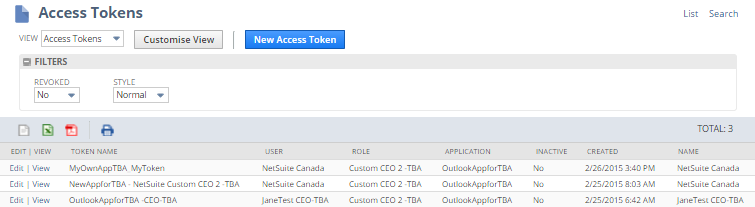 Access Tokens
List Search
VIEW Access Tokens Customise View New Access Token
FILTERS
REVOKED STYLE
No Normal
TOTAL: 3
EDIT | VIEW TOKEN NAME USER ROLE APPLICATION INACTIVE CREATED NAME
Edit | View MyOwnAppTBA MyToken NetSuite Canada Custom CEO 2 -TBA OutlookAppforTBA No 2/26/2015 3:40 PM NetSuite Canada
Edit | View NewAppforTBA - NetSuite Custom CEO 2 -TBA NetSuite Canada Custom CEO 2 -TBA OutlookAppforTBA No 2/25/2015 8:03 AM NetSuite Canada
Edit | View OutlookAppforTBA -CEO-TBA JaneTest CEO-TBA Custom CEO 2 -TBA OutlookAppforTBA No 2/25/2015 6:42 AM JaneTest CEO-TBA